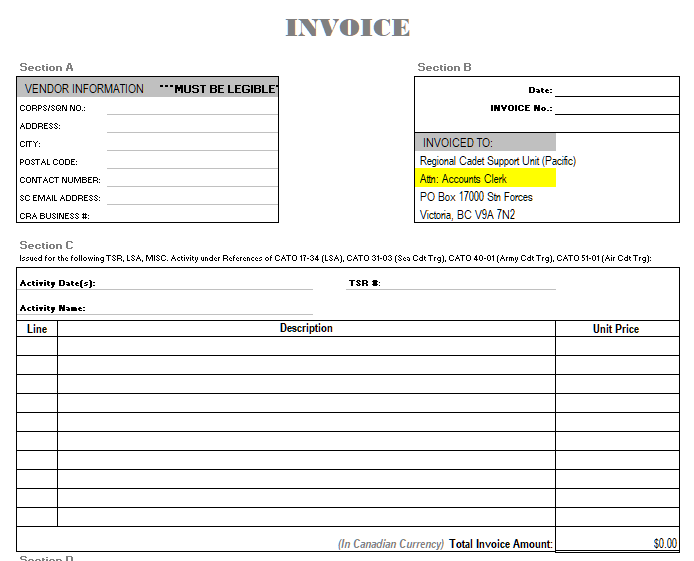 INVOICE
Section A
Section B
VENDOR INFORMATION ***MUST BE LEGIBLE*
Date:
CORPS/SQN NO.:
INVOICE No.:
ADDRESS:
CITY:
INVOICED TO:
POSTAL CODE:
Regional Cadet Support Unit (Pacific)
CONTACT NUMBER:
Attn: Accounts Clerk
SC EMAIL ADDRESS:
PO Box 17000 Stn Forces
CRA BUSINESS #:
Victoria, BC V9A 7N2
Section C
Issued for the following TSR, LSA, MISC. Activity under References of CATO 17-34 (LSA), CATO 31-03 (Sea Cdt Trg), CATO 40-01 (Army Cdt Trg), CATO 51-01 (Air Cdt Trg):
Activity Date(s): TSR #:
Activity Name:
Line Description Unit Price
(In Canadian Currency) Total Invoice Amount: $0.00
Section D